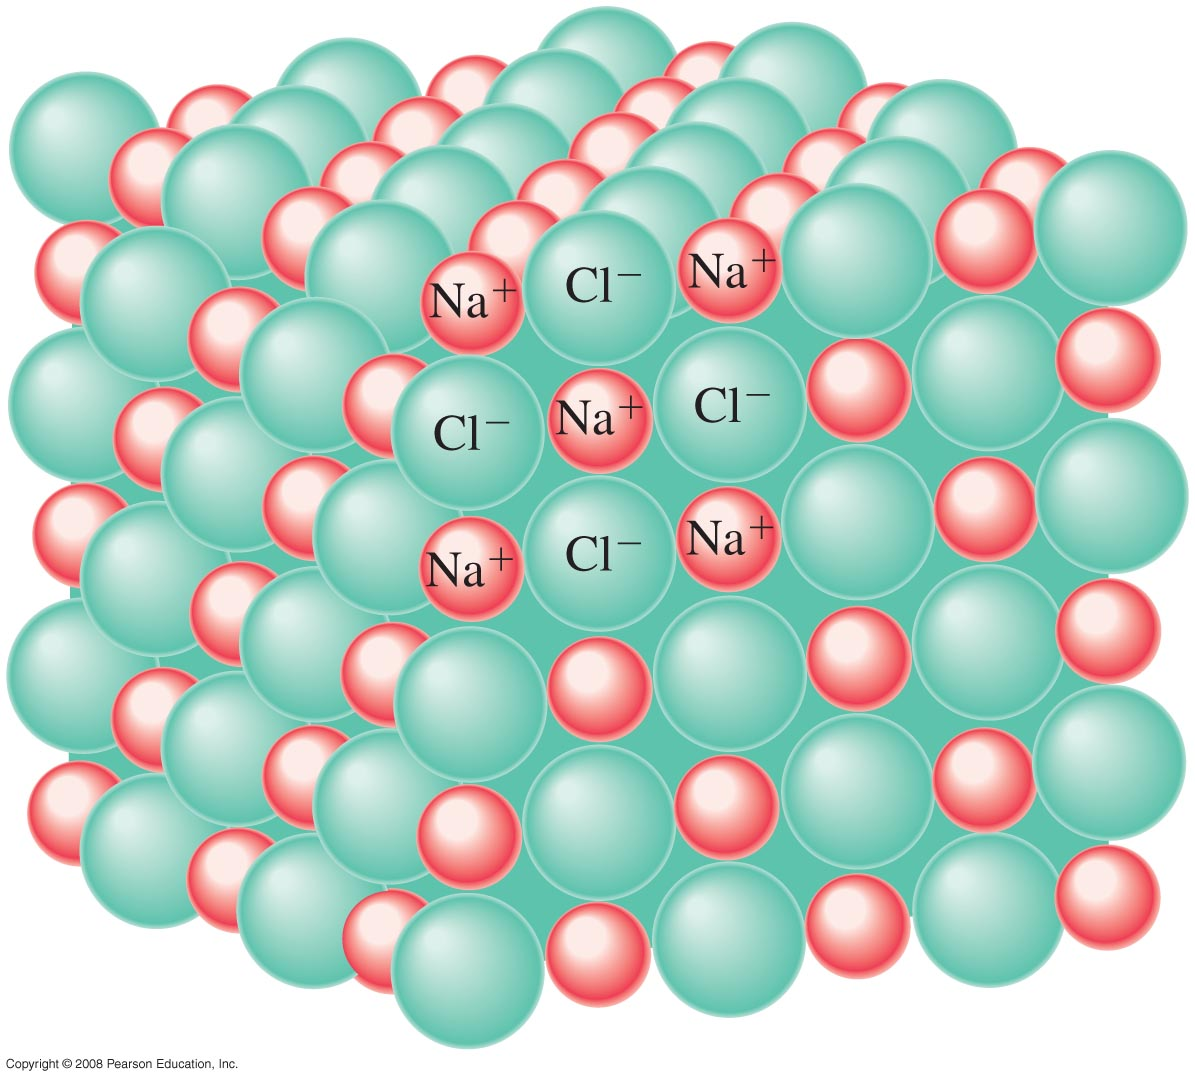 Na⁺ Cl⁻ Na⁺
Cl⁻ Na⁺ Cl⁻
Na⁺ Cl⁻ Na⁺
Copyright © 2008 Pearson Education, Inc.